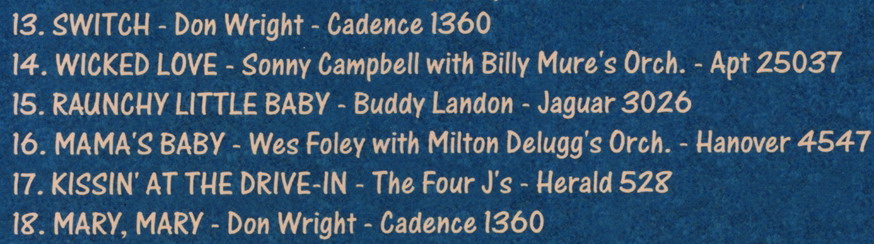 13. SWITCH - Don Wright - Cadence 1360
14. WICKED LOVE - Sonny Campbell with Billy Mure's Orch. - Apt 25037
15. RAUNCHY LITTLE BABY - Buddy Landon - Jaguar 3026
16. MAMA'S BABY - Wes Foley with Milton Delugg's Orch. - Hanover 4547
17. KISSIN' AT THE DRIVE-IN - The Four J's - Herald 528
18. MARY, MARY - Don Wright - Cadence 1360